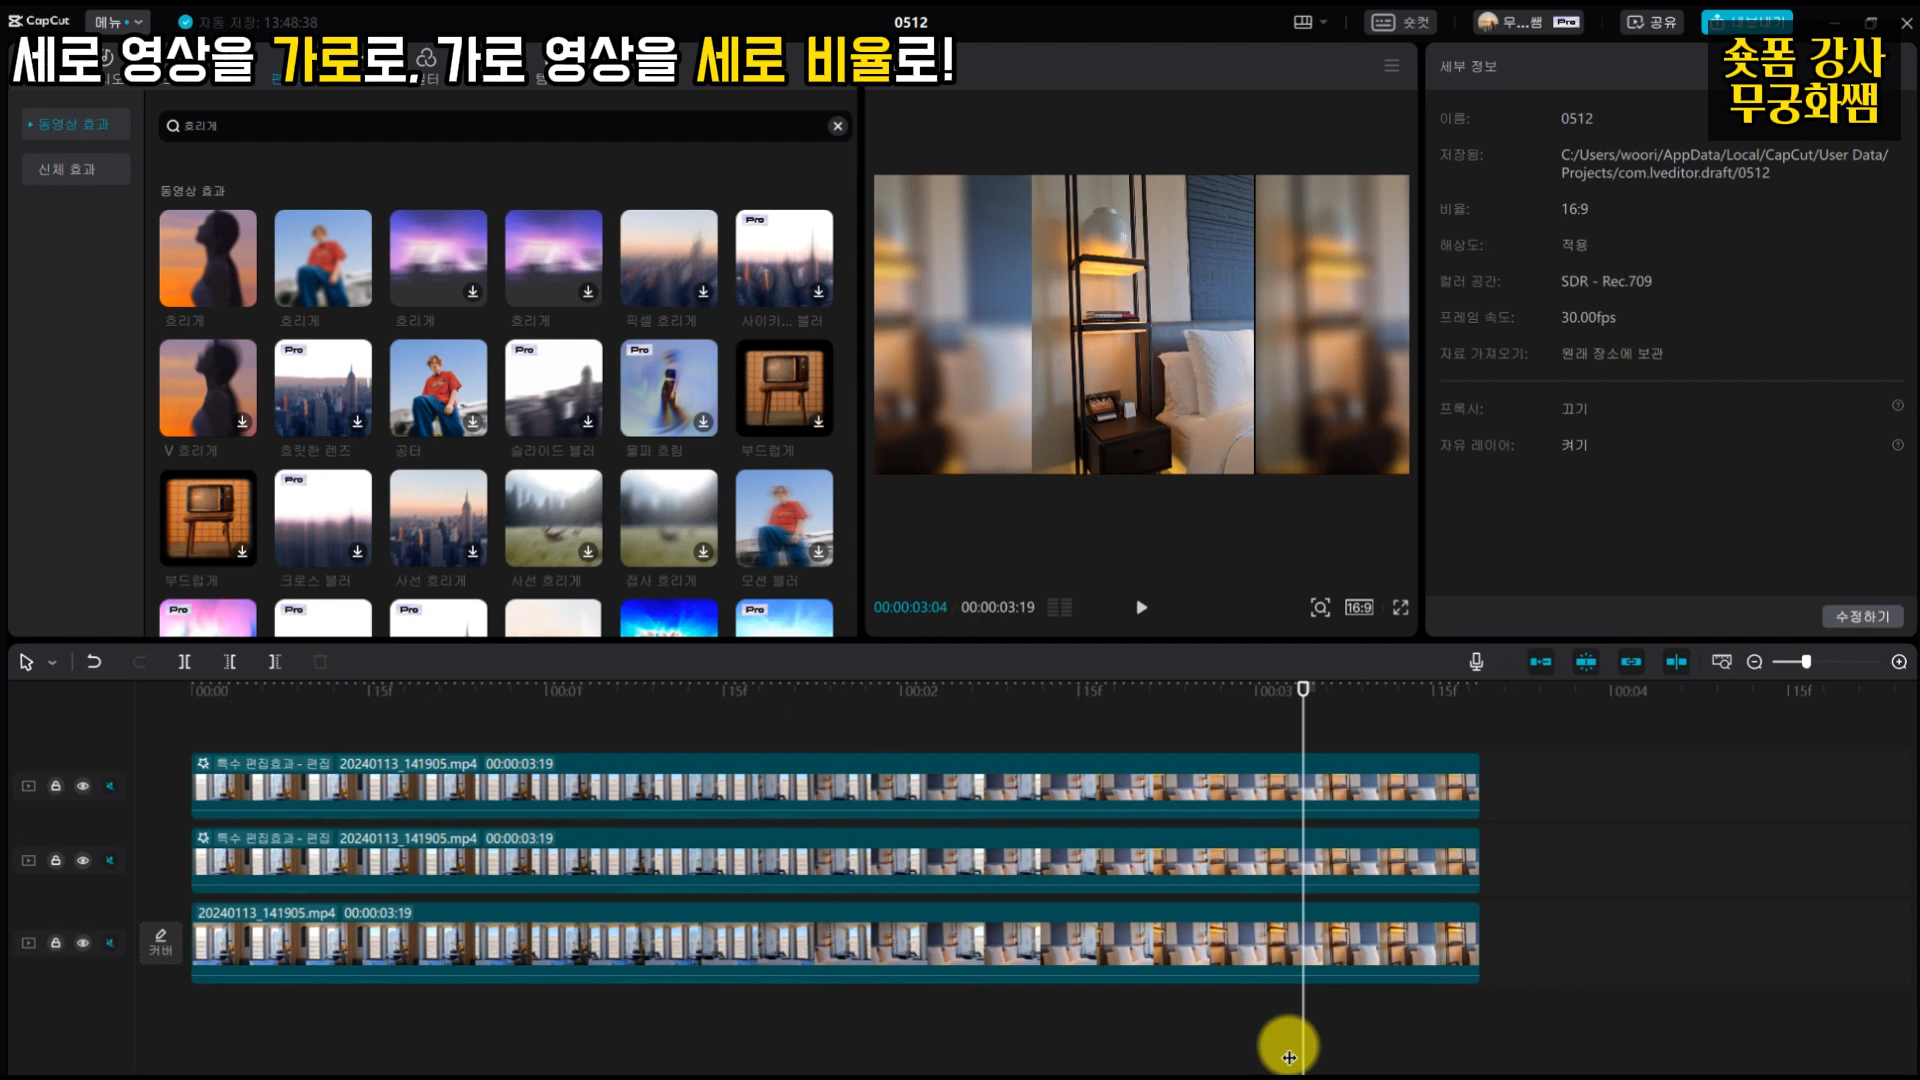 CapCut
메뉴
자동 저장: 13:48:38
0512
숏컷
무...쌤
Pro
공유
세로 영상을 가로로, 가로 영상을 세로 비율로!
숏폼 강사
무궁화쌤
동영상 효과
신체 효과
흐리게
동영상 효과
Pro
흐리게
흐리게
흐리게
흐리게
픽셀 흐리게
사이키... 블러
Pro
Pro
Pro
V 흐리게
흐릿한 렌즈
공터
슬라이드 블러
물파 흐림
부드럽게
Pro
부드럽게
크로스 블러
사선 흐리게
사선 흐리게
접사 흐리게
모션 블러
Pro
Pro
Pro
Pro
00:00:03:04
00:00:03:19
16:9
세부 정보
이름: 0512
저장됨: C:/Users/woori/AppData/Local/CapCut/User Data/
Projects/com.lveditor.draft/0512
비율: 16:9
해상도: 적용
컬러 공간: SDR - Rec.709
프레임 속도: 30.00fps
자료 가져오기: 원래 장소에 보관
프록시: 끄기
자유 레이어: 켜기
수정하기
00:00
15f
00:01
15f
00:02
15f
00:03
15f
00:04
15f
특수 편집효과 - 편집 20240113_141905.mp4 00:00:03:19
특수 편집효과 - 편집 20240113_141905.mp4 00:00:03:19
20240113_141905.mp4 00:00:03:19
커버